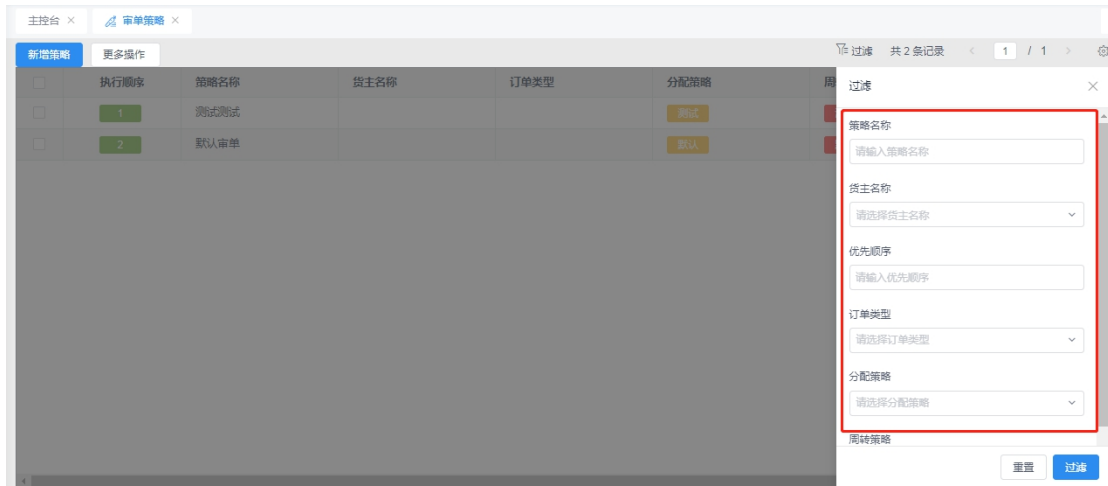 主控台
审单策略
新增策略 更多操作 过滤 共 2 条记录 1 / 1
执行顺序 策略名称 货主名称 订单类型 分配策略 周
1 测试测试 测试
2 默认审单 默认
过滤
策略名称
请输入策略名称
货主名称
请选择货主名称
优先顺序
请输入优先顺序
订单类型
请选择订单类型
分配策略
请选择分配策略
周转策略
重置 过滤